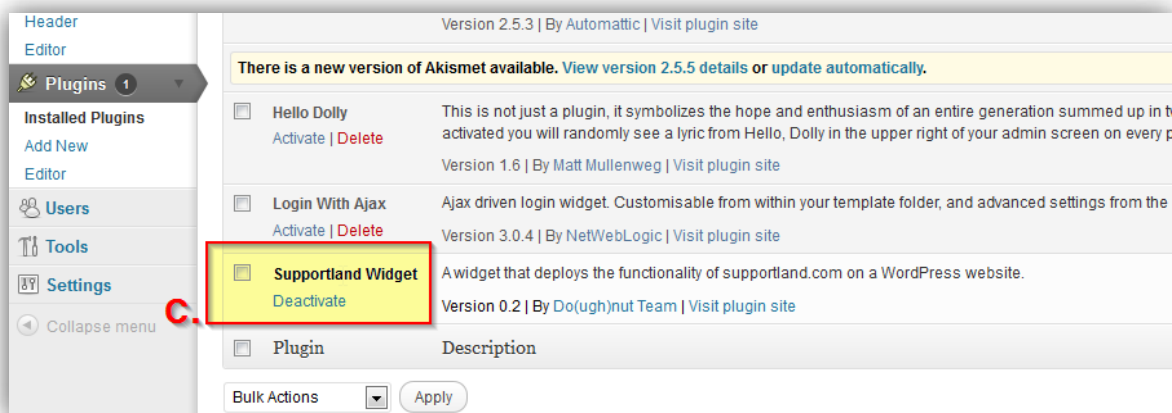 Header
Editor
Plugins 1
Installed Plugins
Add New
Editor
Users
Tools
Settings
Collapse menu
Version 2.5.3 | By Automattic | Visit plugin site
There is a new version of Akismet available. View version 2.5.5 details or update automatically.
Hello Dolly
Activate | Delete
This is not just a plugin, it symbolizes the hope and enthusiasm of an entire generation summed up in
activated you will randomly see a lyric from Hello, Dolly in the upper right of your admin screen on every
Version 1.6 | By Matt Mullenweg | Visit plugin site
Login With Ajax
Activate | Delete
Ajax driven login widget. Customisable from within your template folder, and advanced settings from the
Version 3.0.4 | By NetWebLogic | Visit plugin site
C.
Supportland Widget
Deactivate
A widget that deploys the functionality of supportland.com on a WordPress website.
Version 0.2 | By Do(ugh)nut Team | Visit plugin site
Plugin
Description
Bulk Actions
Apply